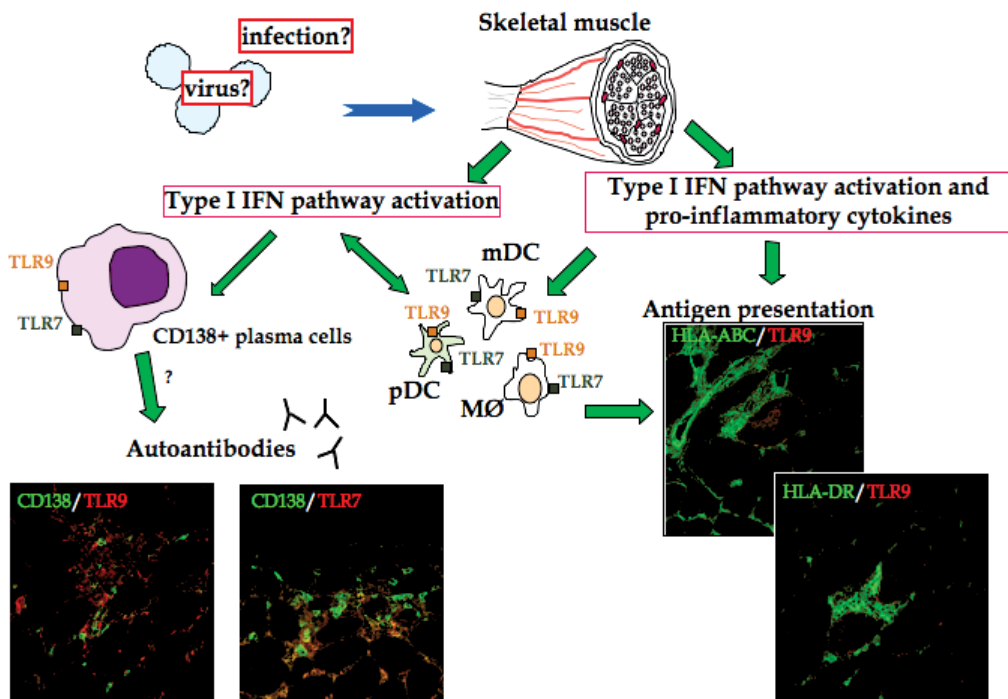 infection?
virus?
Skeletal muscle
Type I IFN pathway activation
Type I IFN pathway activation and
pro-inflammatory cytokines
TLR9
TLR7
CD138+ plasma cells
?
Autoantibodies
mDC
TLR7
TLR9
TLR9
TLR7
pDC
TLR9
TLR7
MØ
Antigen presentation
HLA-ABC/TLR9
HLA-DR/TLR9
CD138/TLR9
CD138/TLR7